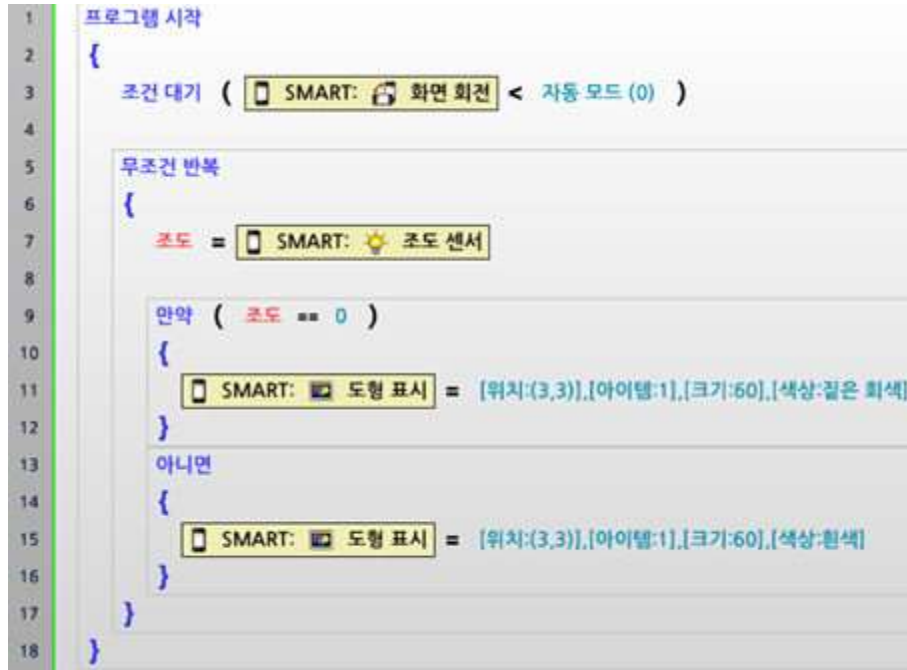 1 프로그램 시작
2 {
3 조건 대기 ( SMART: 화면 회전 < 자동 모드 (0) )
4
5 무조건 반복
6 {
7 조도 = SMART: 조도 센서
8
9 만약 ( 조도 == 0 )
10 {
11 SMART: 도형 표시 = [위치:(3,3)],[아이템:1],[크기:60],[색상:짙은 회색]
12 }
13 아니면
14 {
15 SMART: 도형 표시 = [위치:(3,3)],[아이템:1],[크기:60],[색상:흰색]
16 }
17 }
18 }